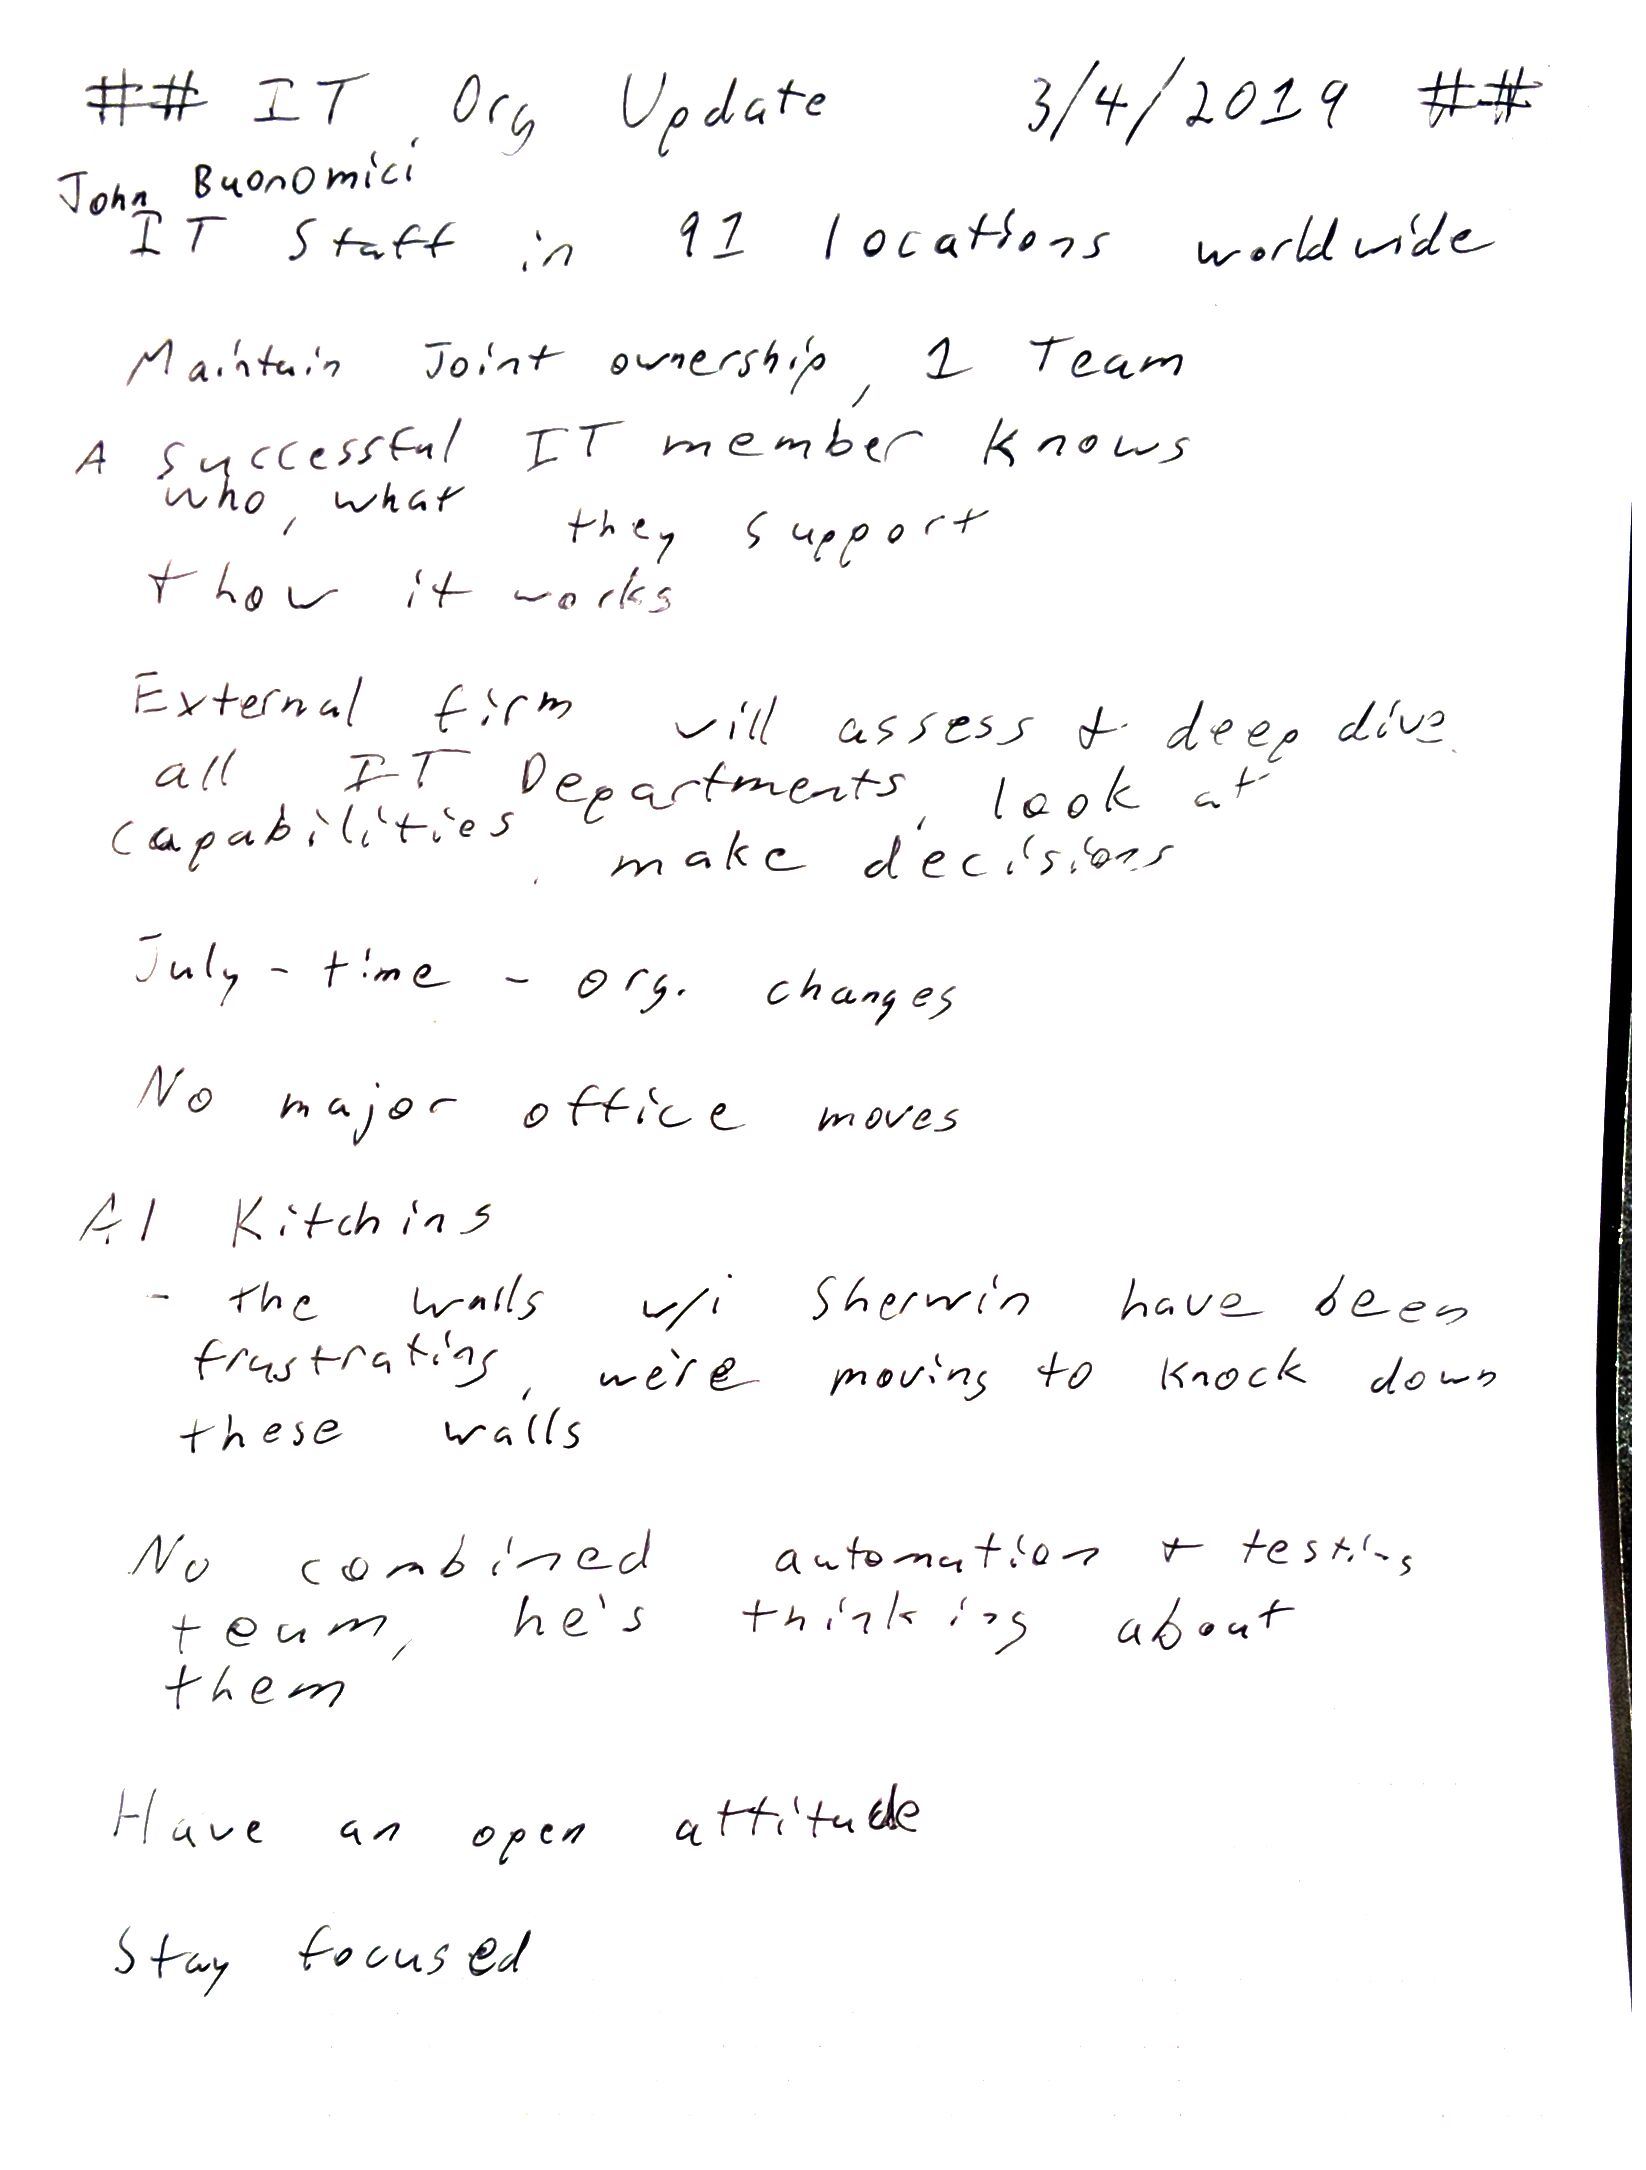 ## IT Org Update 3/4/2019 ##
John Buonomici
IT Staff in 91 locations worldwide
Maintain Joint ownership, 1 Team
A successful IT member knows
who, what they support
+ how it works
External firm will assess + deep dive
all IT Departments, look at
capabilities, make decisions
July - time - org. changes
No major office moves
Al Kitchins
- the walls w/i Sherwin have been
frustrating, we're moving to knock down
these walls
No combined automation + testing
team, he's thinking about
them
Have an open attitude
Stay focused